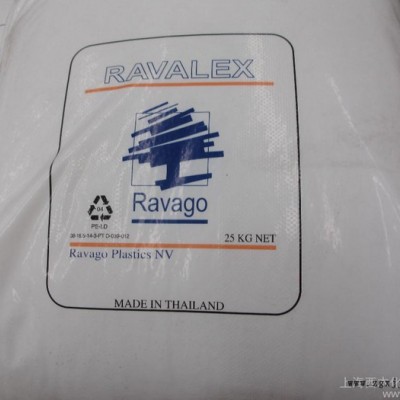 RAVALEX
Ravago
04
PE-LD
25 KG NET
Ravago Plastics NV
MADE IN THAILAND